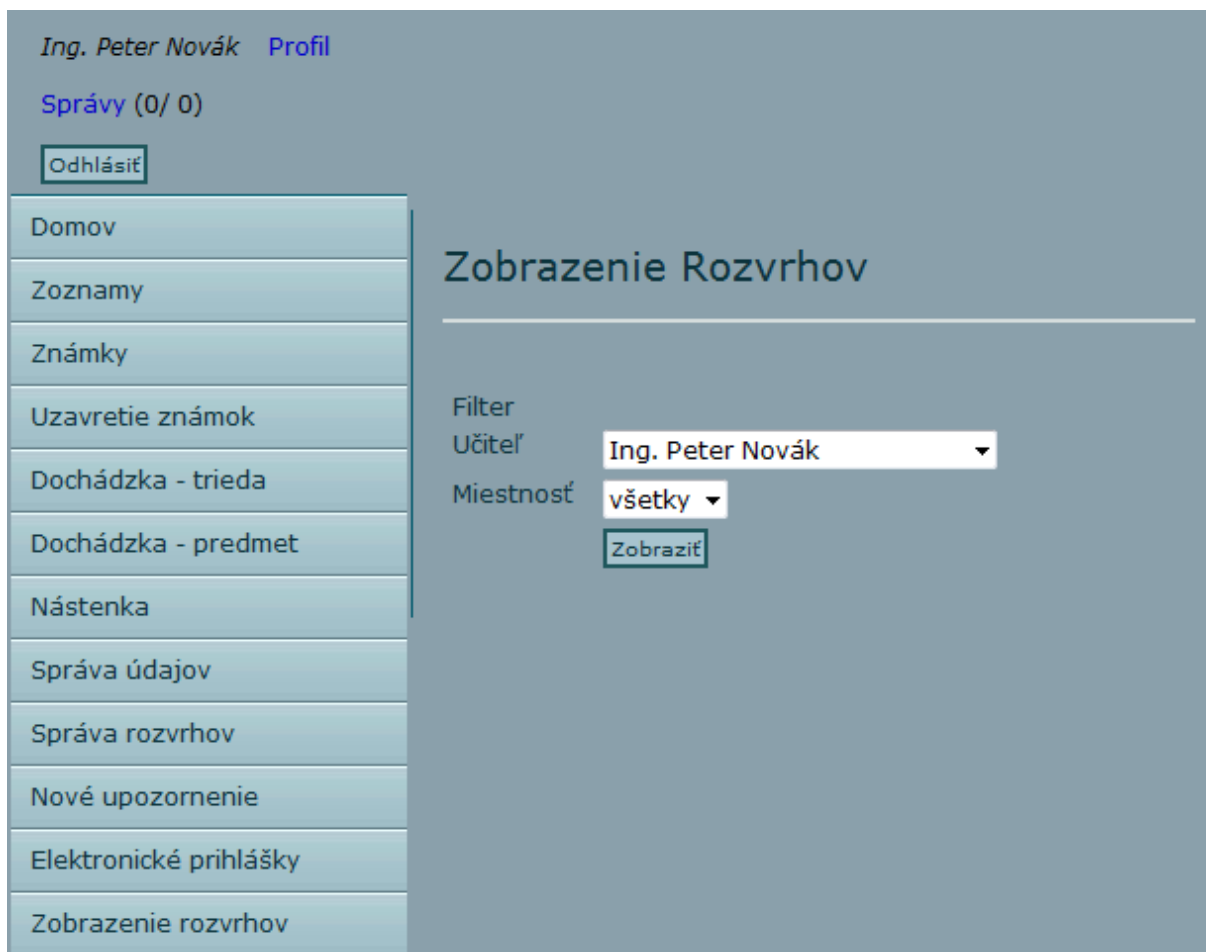 Ing. Peter Novák Profil
Správy (0/ 0)
Odhlásiť
Domov
Zoznamy
Známky
Uzavretie známok
Dochádzka - trieda
Dochádzka - predmet
Nástenka
Správa údajov
Správa rozvrhov
Nové upozornenie
Elektronické prihlášky
Zobrazenie rozvrhov
Zobrazenie Rozvrhov
Filter
Učiteľ Ing. Peter Novák
Miestnosť všetky
Zobraziť